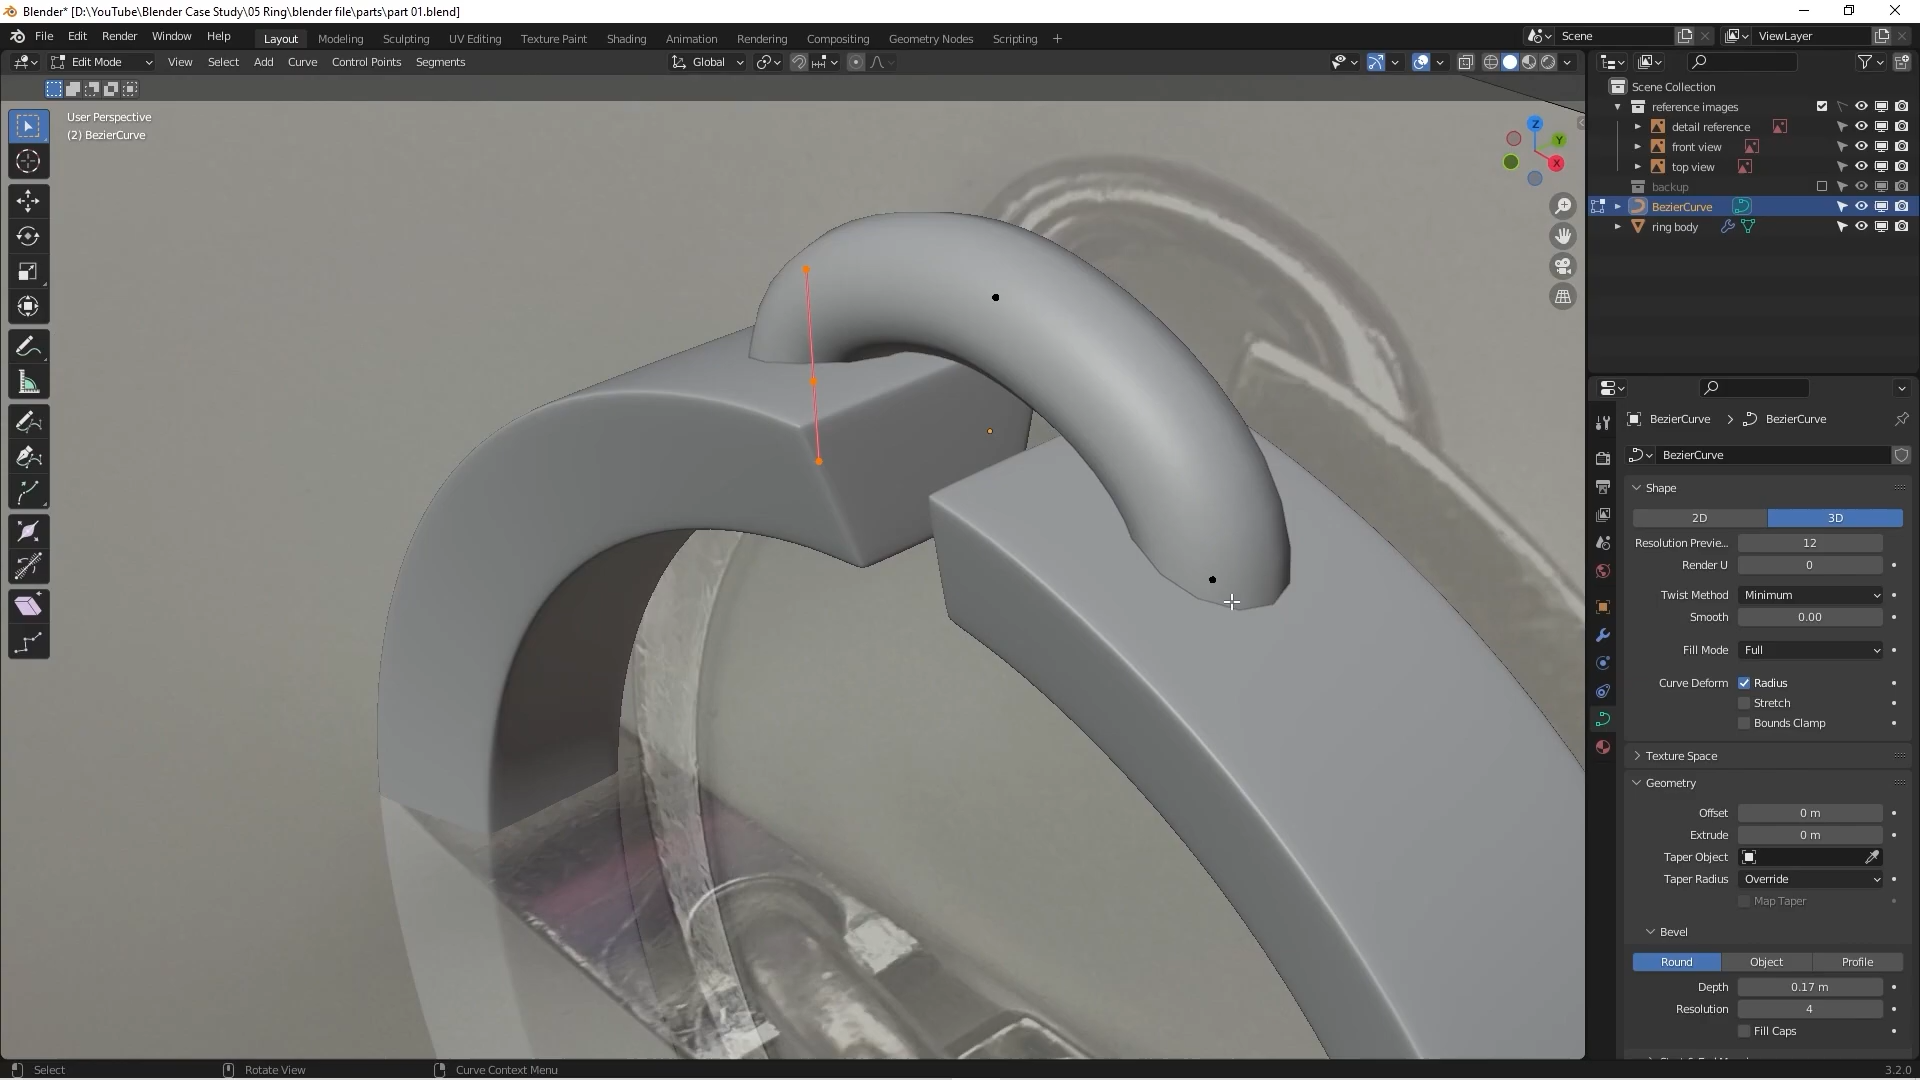 Blender* [D:\YouTube\Blender Case Study\05 Ring\blender file\parts\part 01.blend]
File Edit Render Window Help Layout Modeling Sculpting UV Editing Texture Paint Shading Animation Rendering Compositing Geometry Nodes Scripting + Scene ViewLayer
Edit Mode View Select Add Curve Control Points Segments Global
User Perspective
(2) BezierCurve
Z
Y
X
Scene Collection
reference images
detail reference
front view
top view
backup
BezierCurve
ring body
BezierCurve > BezierCurve
BezierCurve
Shape
2D 3D
Resolution Previe... 12
Render U 0
Twist Method Minimum
Smooth 0.00
Fill Mode Full
Curve Deform Radius
Stretch
Bounds Clamp
Texture Space
Geometry
Offset 0 m
Extrude 0 m
Taper Object
Taper Radius Override
Map Taper
Bevel
Round Object Profile
Depth 0.17 m
Resolution 4
Fill Caps
Select Rotate View Curve Context Menu 3.2.0